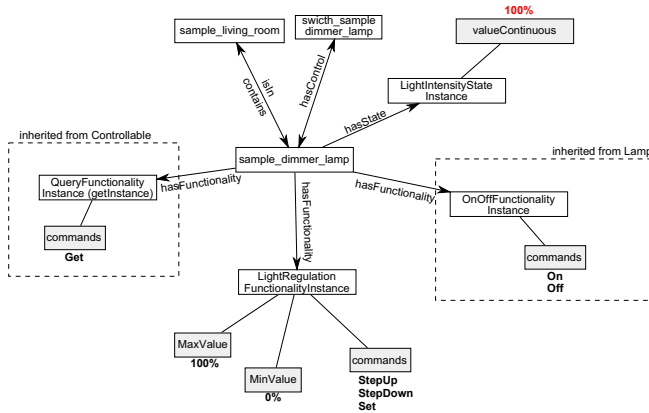 100%
sample_living_room
swicth_sample
dimmer_lamp
valueContinuous
isIn
contains
hasControl
LightIntensityState
Instance
hasState
inherited from Controllable
sample_dimmer_lamp
inherited from Lamp
QueryFunctionality
Instance (getInstance)
hasFunctionality
hasFunctionality
hasFunctionality
OnOffFunctionality
Instance
commands
Get
commands
On
Off
LightRegulation
FunctionalityInstance
MaxValue
100%
MinValue
0%
commands
StepUp
StepDown
Set